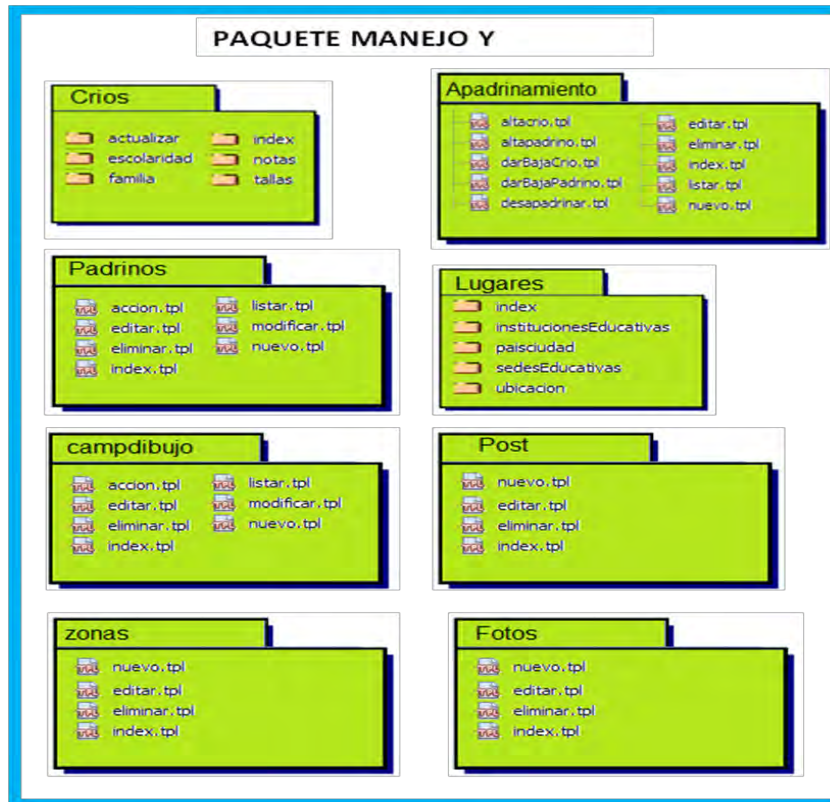 PAQUETE MANEJO Y
Crios
actualizar
escolaridad
familia
index
notas
tallas
Apadrinamiento
altacrio.tpl
altapadrino.tpl
darBajaCrio.tpl
darBajaPadrino.tpl
desapadrinar.tpl
editar.tpl
eliminar.tpl
index.tpl
listar.tpl
nuevo.tpl
Padrinos
accion.tpl
editar.tpl
eliminar.tpl
index.tpl
listar.tpl
modificar.tpl
nuevo.tpl
Lugares
index
institucionesEducativas
paisciudad
sedesEducativas
ubicacion
campdibujo
accion.tpl
editar.tpl
eliminar.tpl
index.tpl
listar.tpl
modificar.tpl
nuevo.tpl
Post
nuevo.tpl
editar.tpl
eliminar.tpl
index.tpl
zonas
nuevo.tpl
editar.tpl
eliminar.tpl
index.tpl
Fotos
nuevo.tpl
editar.tpl
eliminar.tpl
index.tpl